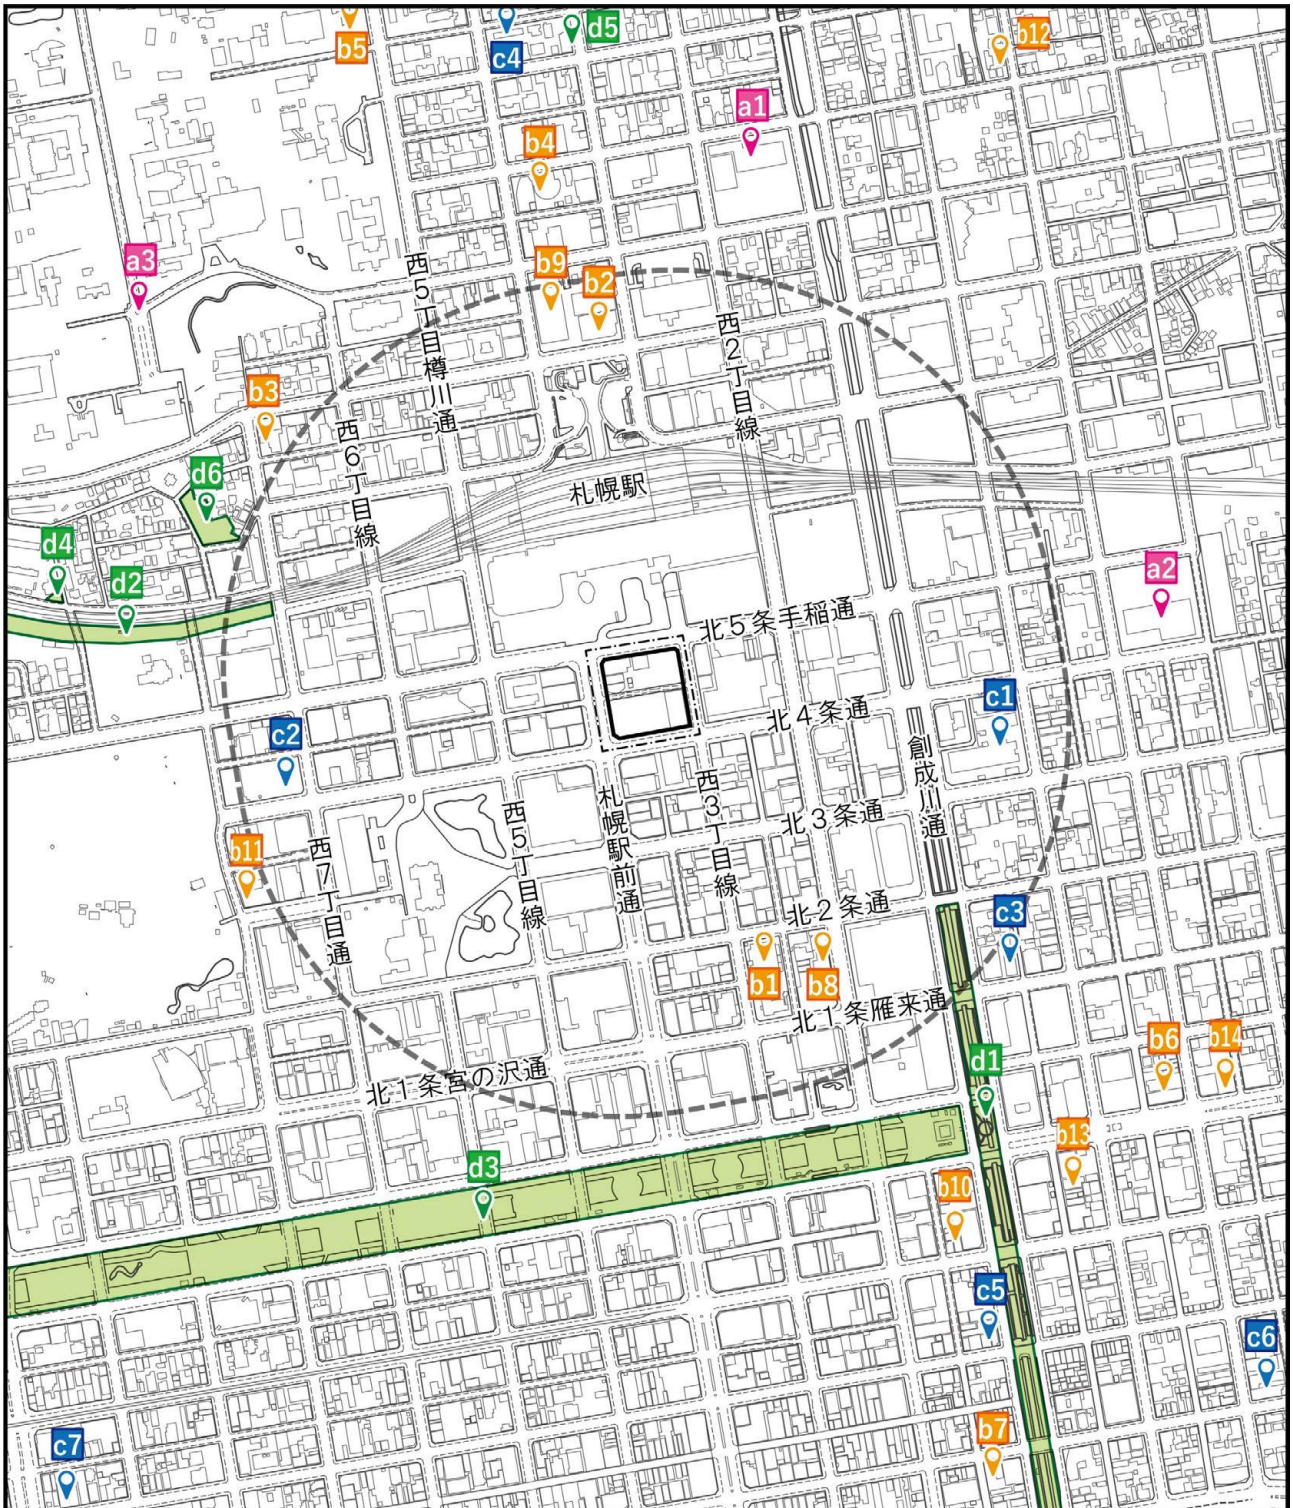 b5
c4
d5
b12
a1
b4
a3
西5丁目樽川通
b9
b2
西2丁目線
b3
西6丁目線
札幌駅
d6
d4
d2
a2
北5条手稲通
c1
北4条通
c2
創成川通
西3丁目線
札幌駅前通
西5丁目線
北3条通
b11
西7丁目通
北2条通
c3
b1
b8
北1条雁来通
b6
b14
d1
北1条宮の沢通
b13
d3
b10
c5
c6
b7
c7